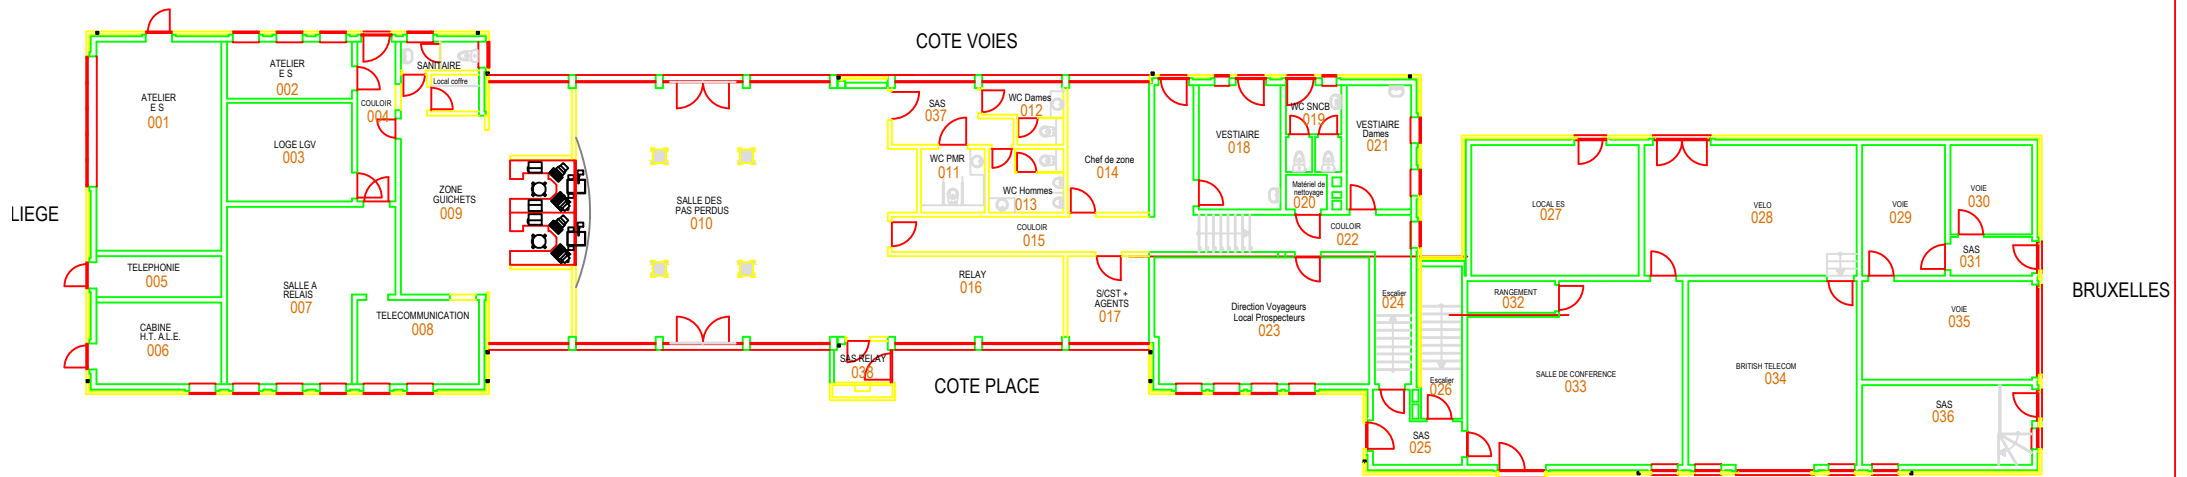 COTE VOIES
LIEGE
ATELIER
E S
001
ATELIER
E S
002
LOGE LGV
003
COULOIR
004
TELEPHONIE
005
CABINE
H.T. A.L.E.
006
SALLE A
RELAIS
007
TELECOMMUNICATION
008
SANITAIRE
Local coffre
ZONE
GUICHETS
009
SALLE DES
PAS PERDUS
010
SAS
037
WC Dames
012
WC PMR
011
WC Hommes
013
Chef de zone
014
COULOIR
015
RELAY
016
S/CST +
AGENTS
017
SAS RELAY
038
COTE PLACE
VESTIAIRE
018
WC SNCB
019
Matériel de
nettoyage
020
VESTIAIRE
Dames
021
COULOIR
022
Direction Voyageurs
Local Prospecteurs
023
Escalier
024
SAS
025
Escalier
026
LOCAL ES
027
VELO
028
VOIE
029
VOIE
030
SAS
031
RANGEMENT
032
SALLE DE CONFERENCE
033
BRITISH TELECOM
034
VOIE
035
SAS
036
BRUXELLES